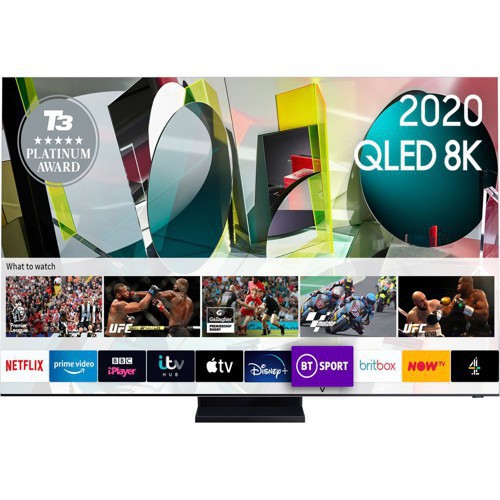 T3
★★★★★
PLATINUM
AWARD
2020
QLED 8K
What to watch
Premier
League
UFC
Gallagher
PREMIERSHIP
RUGBY
MotoGP
UFC
NETFLIX
prime video
BBC
iPlayer
itv
HUB
tv
Disney+
BT SPORT
britbox
NOW TV
4